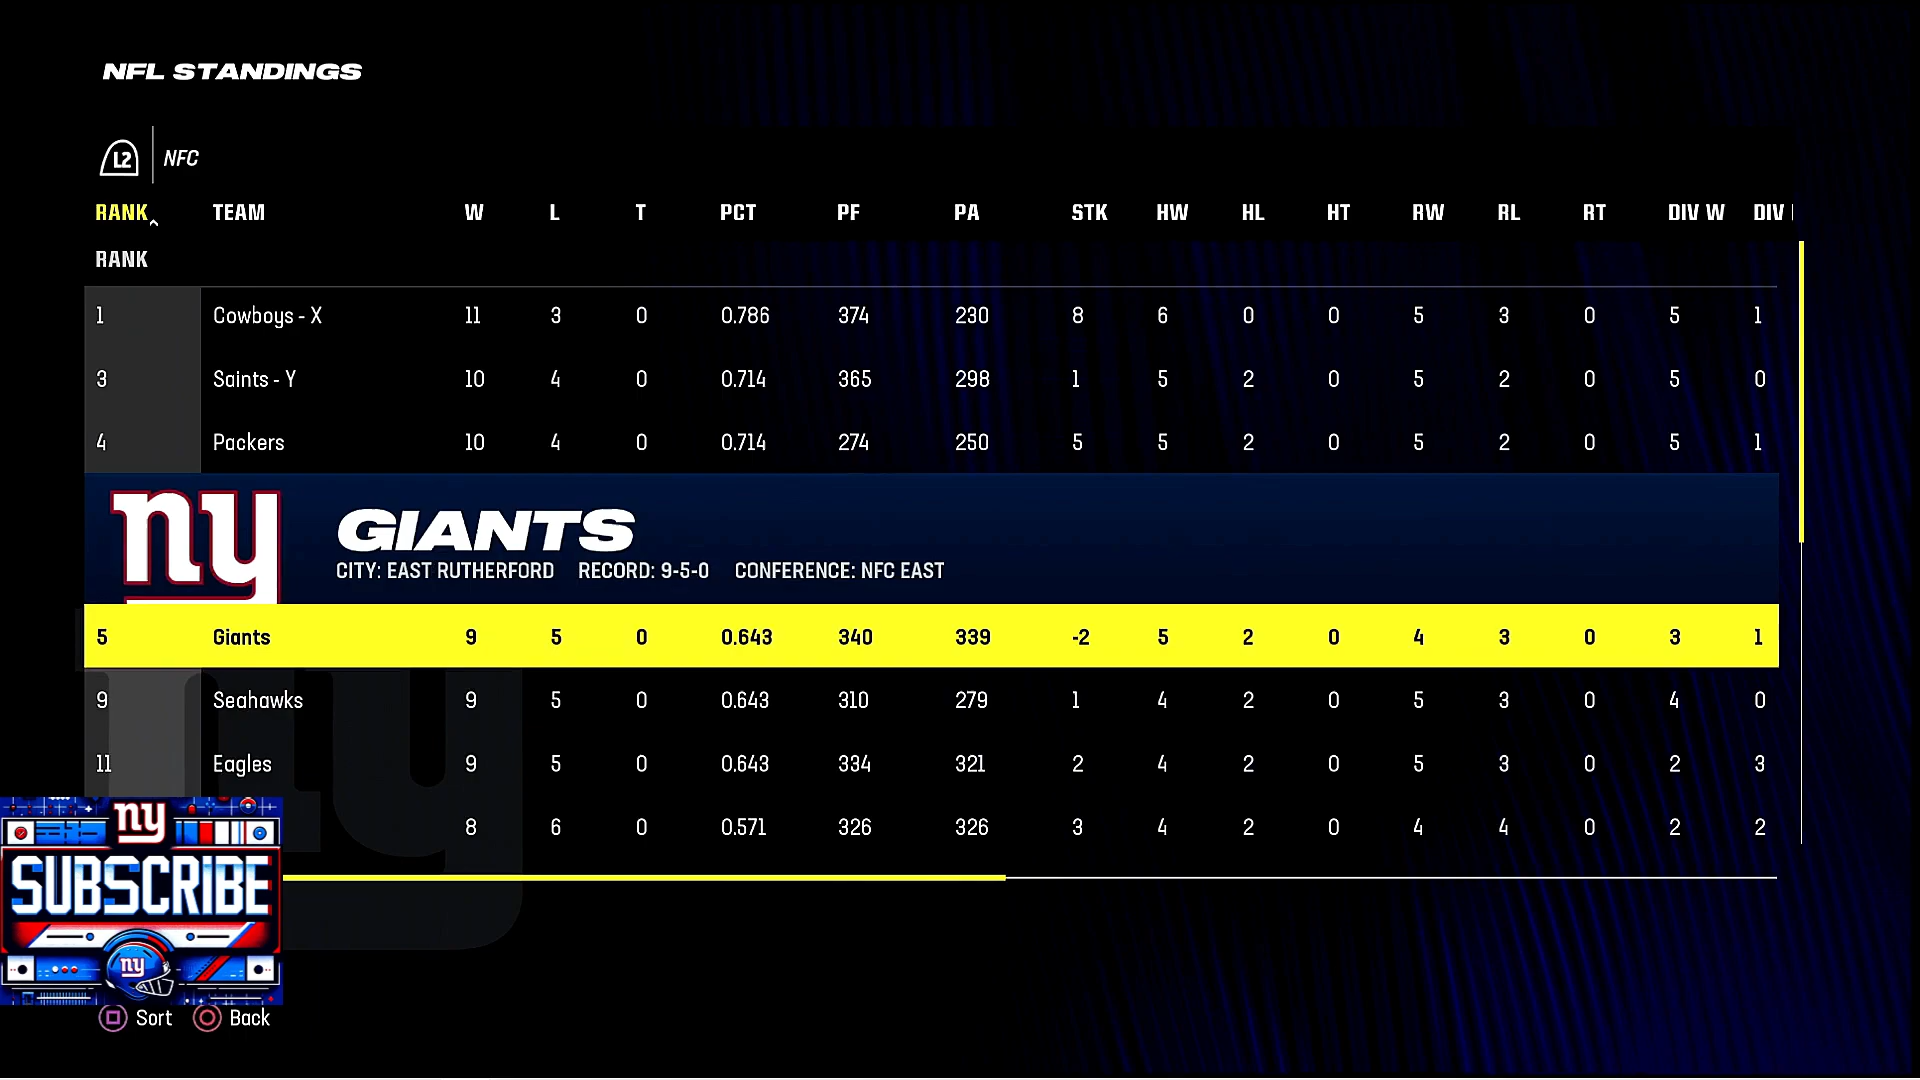 NFL STANDINGS
L2 NFC
RANK TEAM W L T PCT PF PA STK HW HL HT RW RL RT DIV W DIV
RANK
1 Cowboys - X 11 3 0 0.786 374 230 8 6 0 0 5 3 0 5 1
3 Saints - Y 10 4 0 0.714 365 298 1 5 2 0 5 2 0 5 0
4 Packers 10 4 0 0.714 274 250 5 5 2 0 5 2 0 5 1
ny GIANTS
CITY: EAST RUTHERFORD RECORD: 9-5-0 CONFERENCE: NFC EAST
5 Giants 9 5 0 0.643 340 339 -2 5 2 0 4 3 0 3 1
9 Seahawks 9 5 0 0.643 310 279 1 4 2 0 5 3 0 4 0
11 Eagles 9 5 0 0.643 334 321 2 4 2 0 5 3 0 2 3
8 6 0 0.571 326 326 3 4 2 0 4 4 0 2 2
ny
SUBSCRIBE
ny
Sort Back